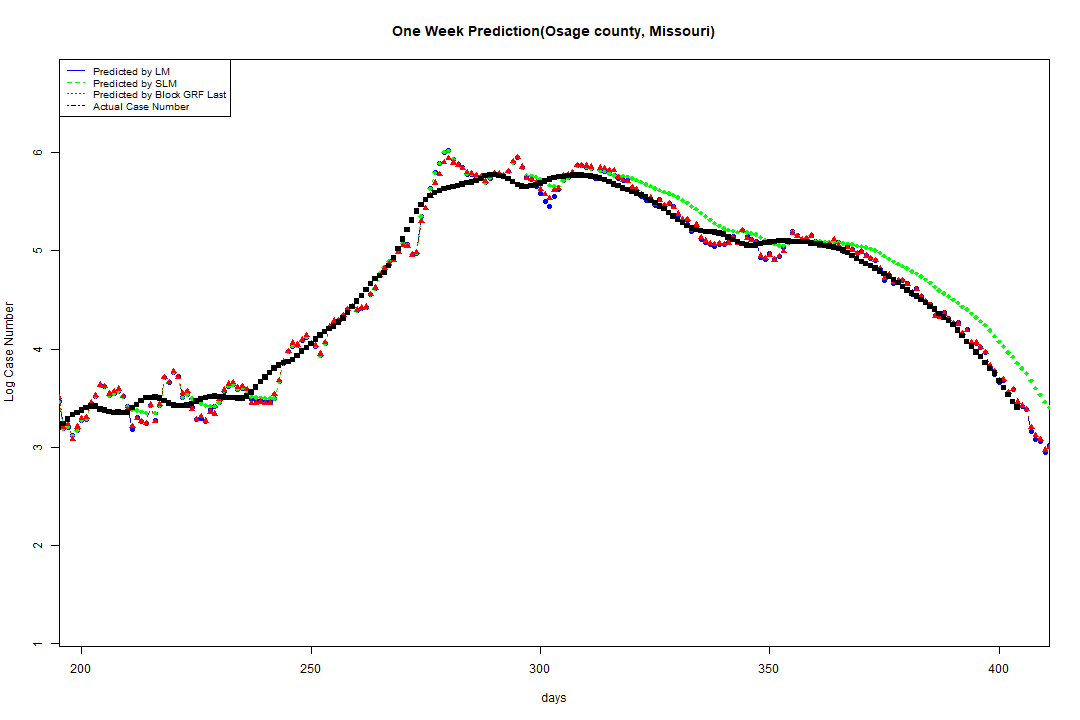 One Week Prediction(Osage county, Missouri)
Predicted by LM
Predicted by SLM
Predicted by Block GRF Last
Actual Case Number
Log Case Number
6
5
4
3
2
1
200 250 300 350 400
days